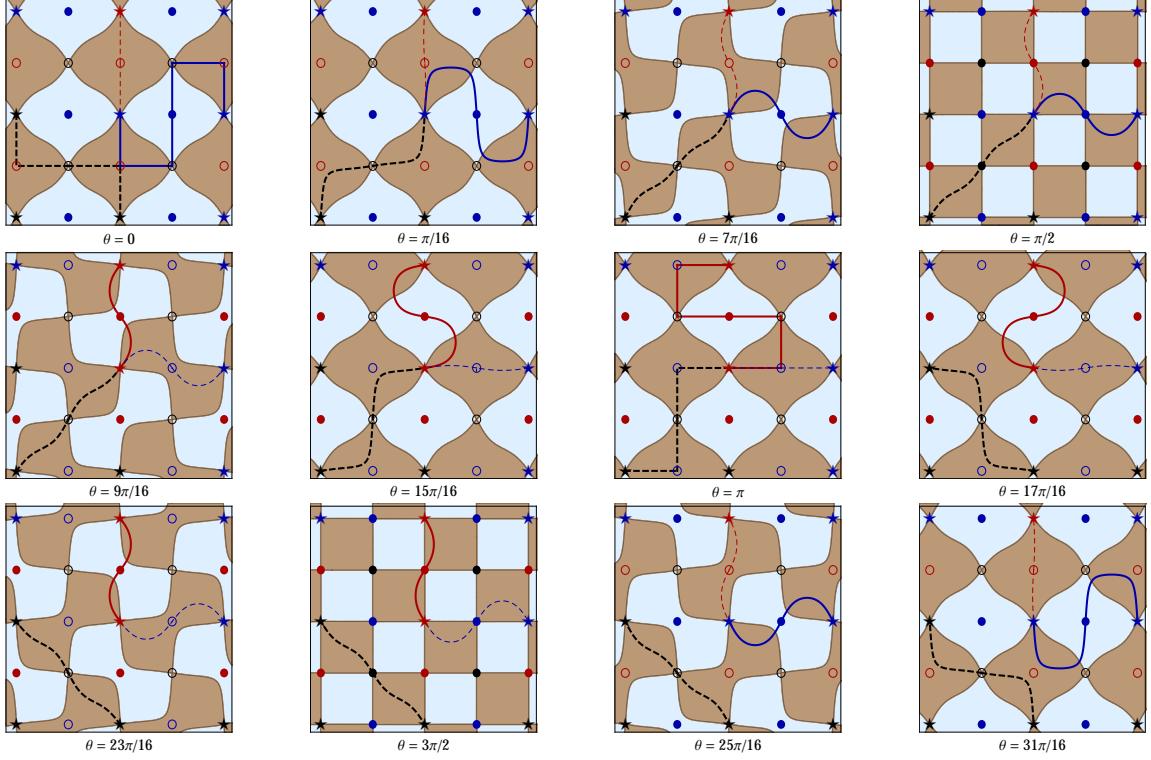 θ = 0
θ = π/16
θ = 7π/16
θ = π/2
θ = 9π/16
θ = 15π/16
θ = π
θ = 17π/16
θ = 23π/16
θ = 3π/2
θ = 25π/16
θ = 31π/16